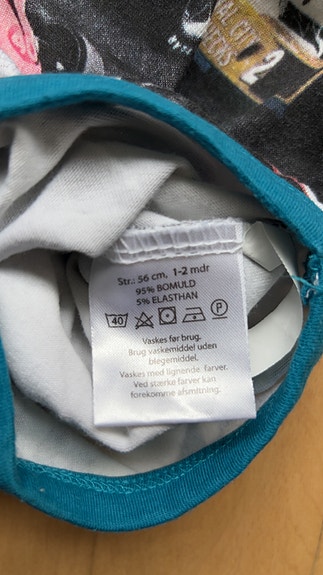 2
Str.: 56 cm. 1-2 mdr
95% BOMULD
5% ELASTHAN
40 P
Vaskes før brug.
Brug vaskemiddel uden
blegemiddel.
Vaskes med lignende farver.
Ved stærke farver kan
forekomme afsmitning.